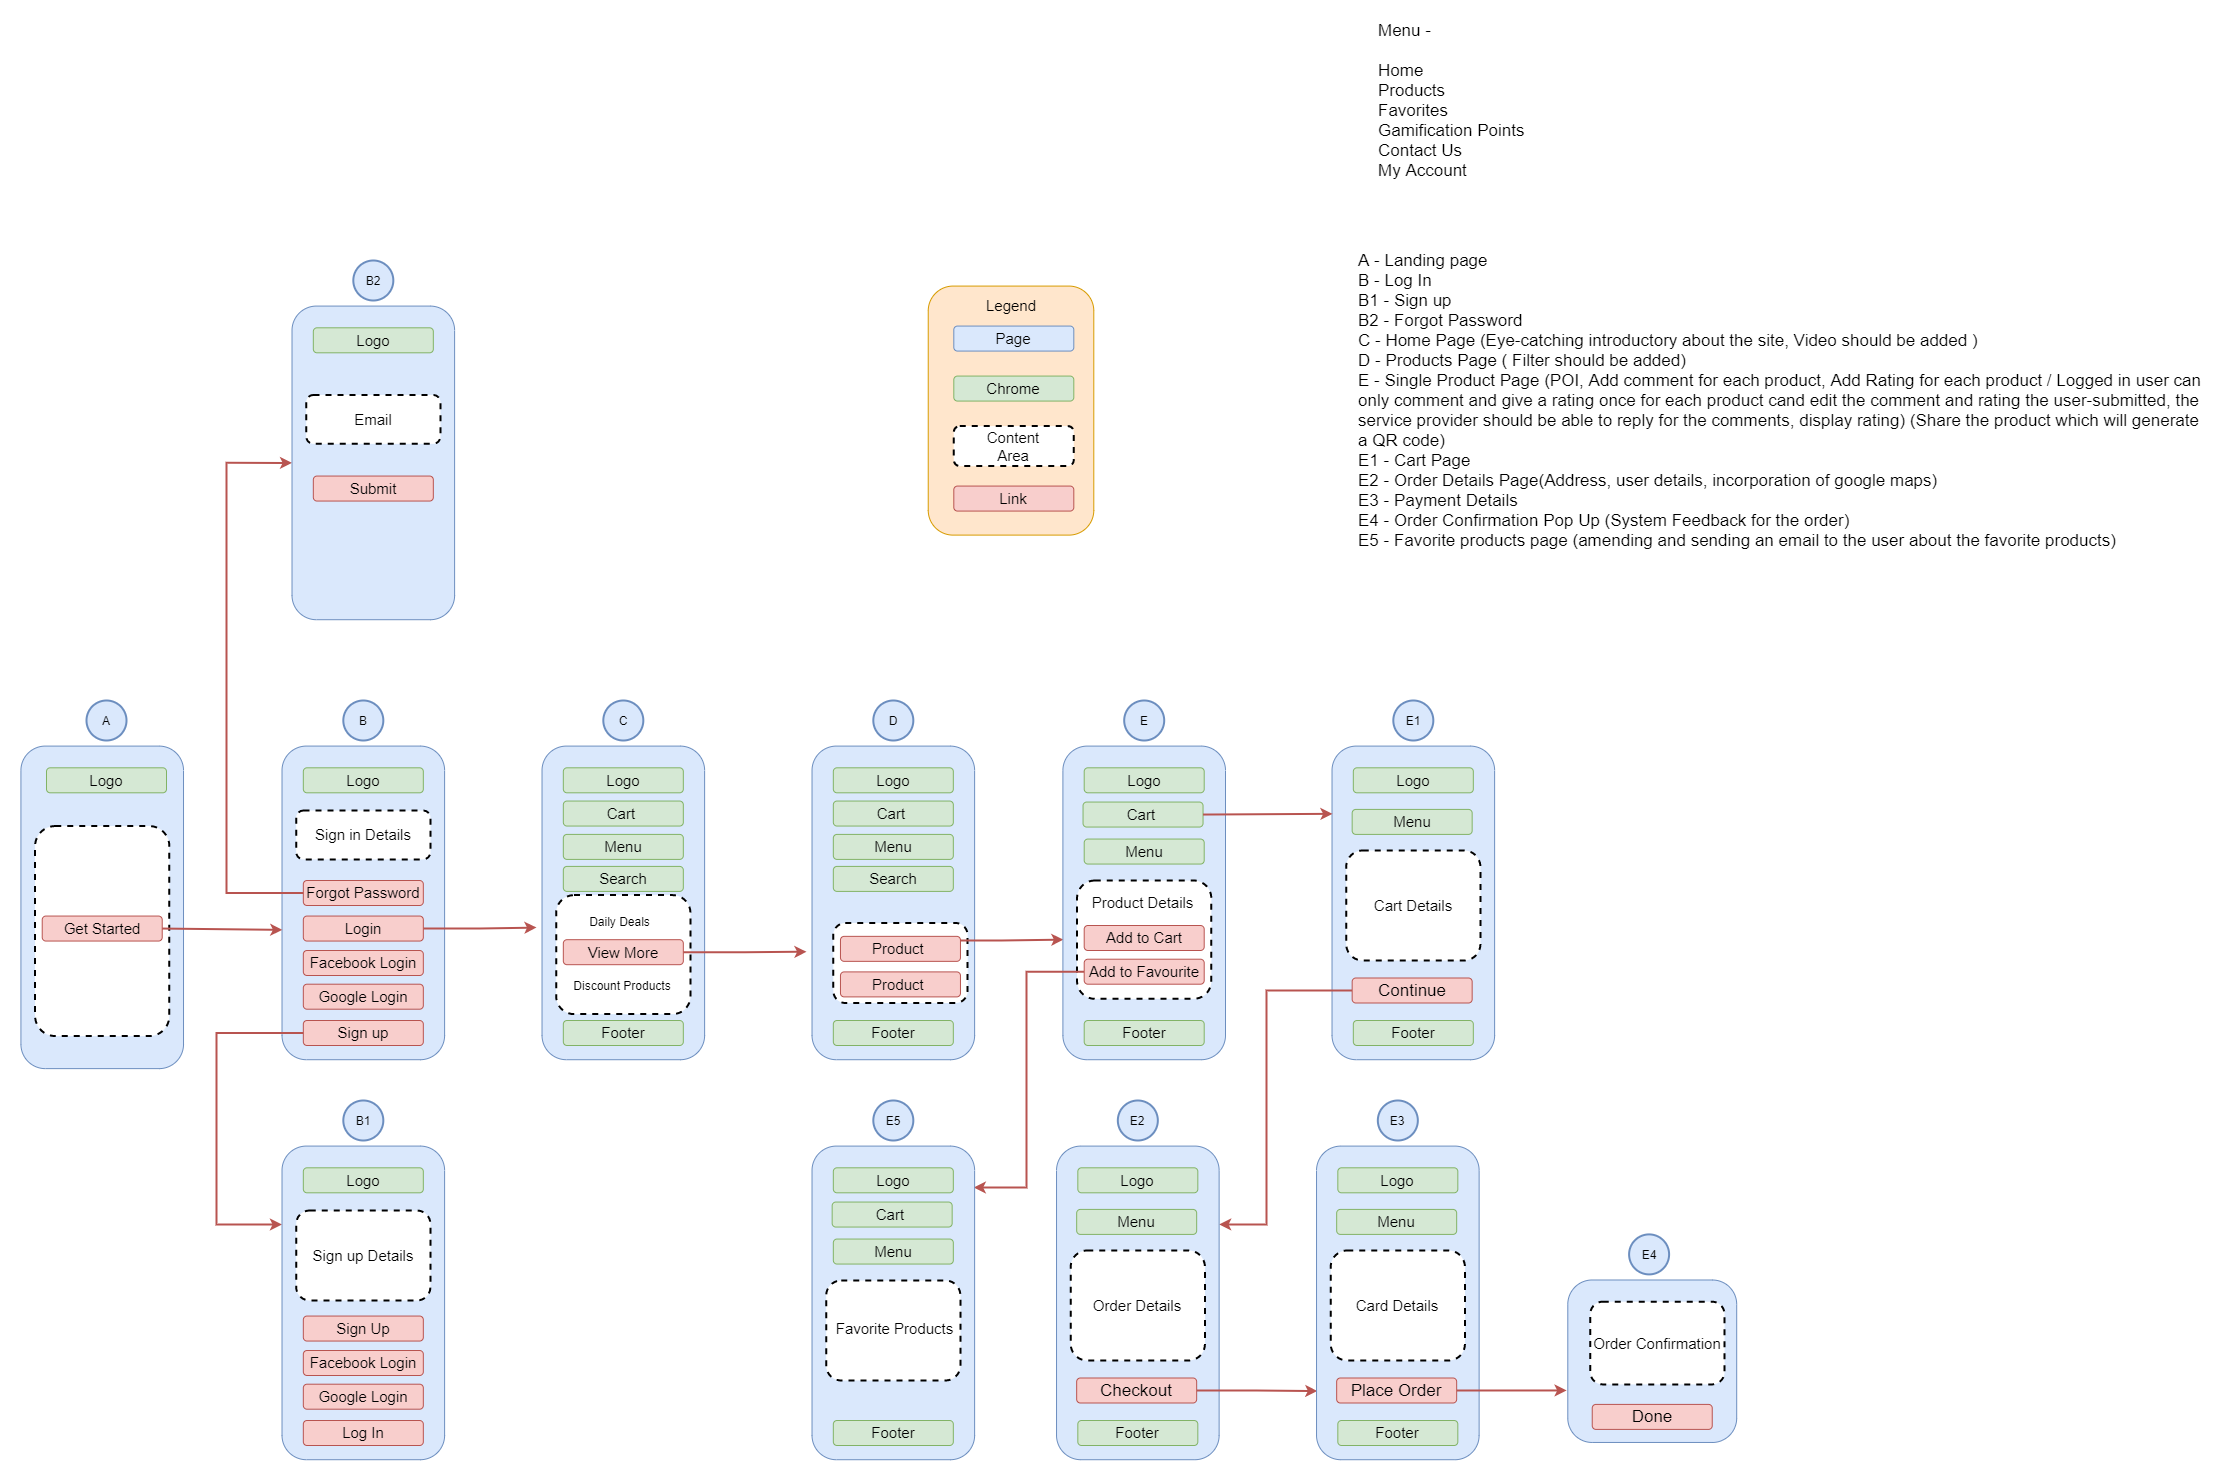 Menu -
Home
Products
Favorites
Gamification Points
Contact Us
My Account
A - Landing page
B - Log In
B1 - Sign up
B2 - Forgot Password
C - Home Page (Eye-catching introductory about the site, Video should be added )
D - Products Page ( Filter should be added)
E - Single Product Page (POI, Add comment for each product, Add Rating for each product / Logged in user can
only comment and give a rating once for each product cand edit the comment and rating the user-submitted, the
service provider should be able to reply for the comments, display rating) (Share the product which will generate
a QR code)
E1 - Cart Page
E2 - Order Details Page(Address, user details, incorporation of google maps)
E3 - Payment Details
E4 - Order Confirmation Pop Up (System Feedback for the order)
E5 - Favorite products page (amending and sending an email to the user about the favorite products)
B2
Logo
Email
Submit
Legend
Page
Chrome
Content
Area
Link
A
Logo
Get Started
B
Logo
Sign in Details
Forgot Password
Login
Facebook Login
Google Login
Sign up
C
Logo
Cart
Menu
Search
Daily Deals
View More
Discount Products
Footer
D
Logo
Cart
Menu
Search
Product
Product
Footer
E
Logo
Cart
Menu
Product Details
Add to Cart
Add to Favourite
Footer
E1
Logo
Menu
Cart Details
Continue
Footer
B1
Logo
Sign up Details
Sign Up
Facebook Login
Google Login
Log In
E5
Logo
Cart
Menu
Favorite Products
Footer
E2
Logo
Menu
Order Details
Checkout
Footer
E3
Logo
Menu
Card Details
Place Order
Footer
E4
Order Confirmation
Done